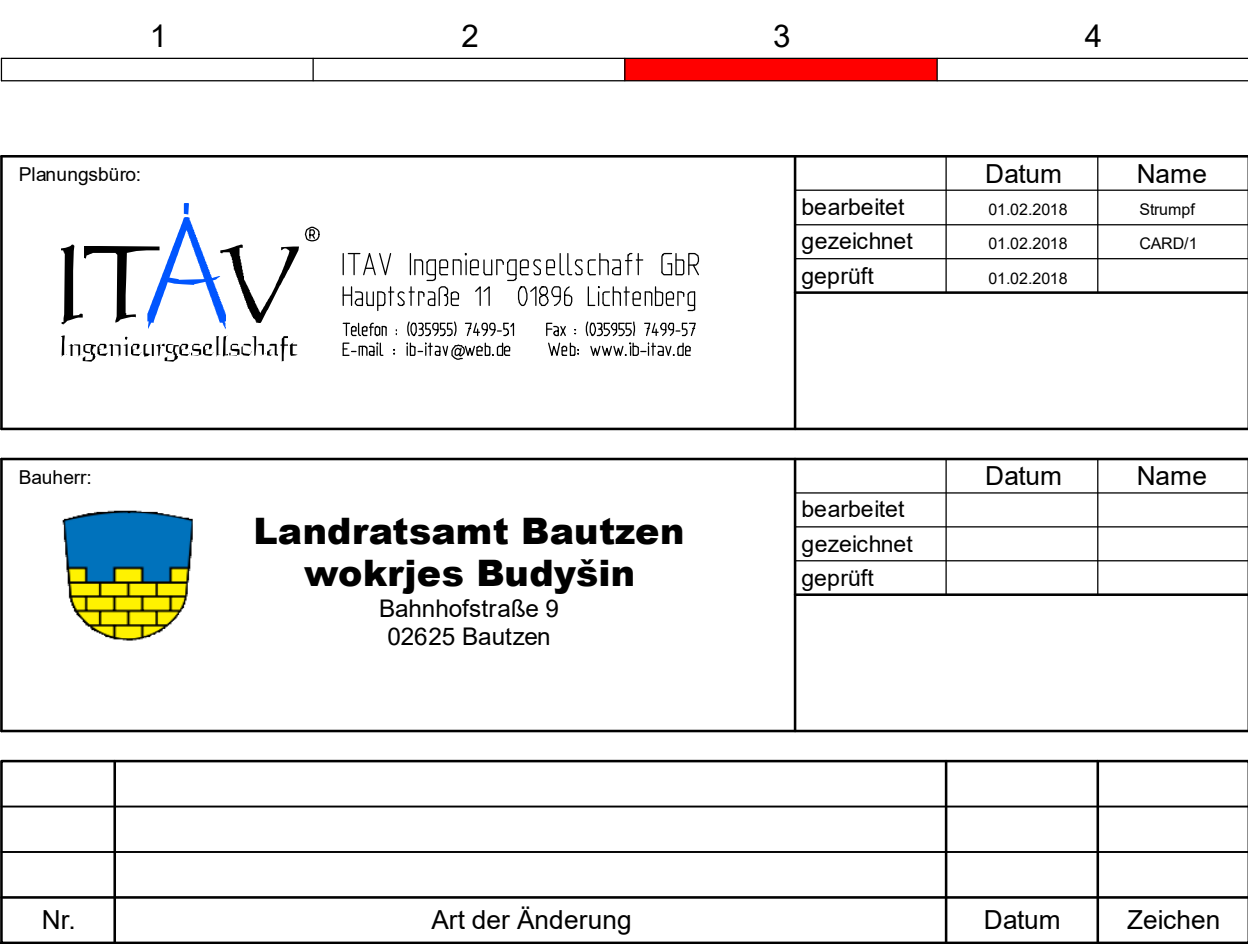 1 2 3 4
Planungsbüro:
ITAV ®
Ingenieurgesellschaft
ITAV Ingenieurgesellschaft GbR
Hauptstraße 11 01896 Lichtenberg
Telefon : (035955) 7499-51 Fax : (035955) 7499-57
E-mail : ib-itav@web.de Web: www.ib-itav.de
Datum Name
bearbeitet 01.02.2018 Strumpf
gezeichnet 01.02.2018 CARD/1
geprüft 01.02.2018
Bauherr:
Landratsamt Bautzen
wokrjes Budyšin
Bahnhofstraße 9
02625 Bautzen
Datum Name
bearbeitet
gezeichnet
geprüft
Nr. Art der Änderung Datum Zeichen